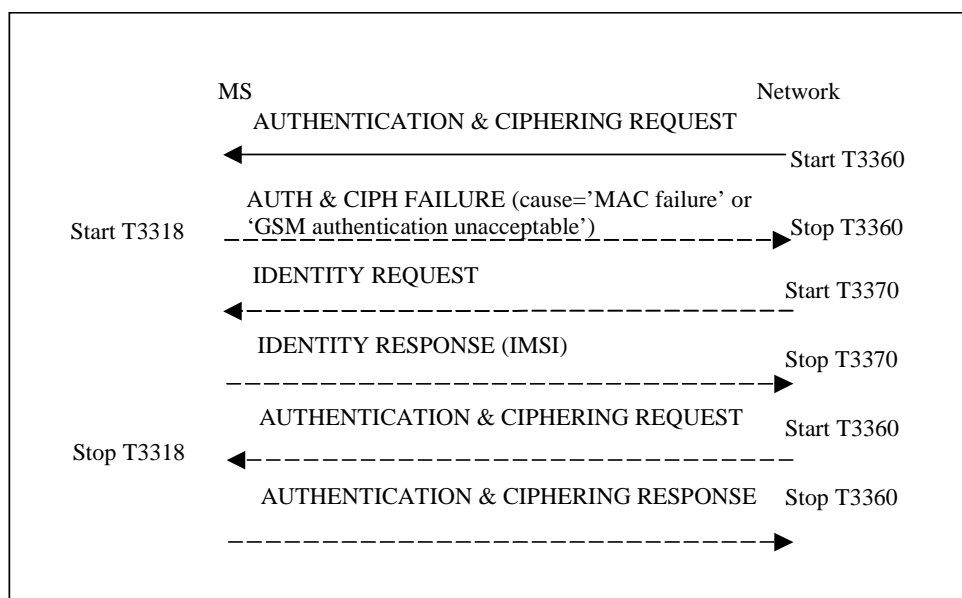 MS Network
AUTHENTICATION & CIPHERING REQUEST
Start T3360
AUTH & CIPH FAILURE (cause=’MAC failure’ or
‘GSM authentication unacceptable’)
Start T3318
Stop T3360
IDENTITY REQUEST
Start T3370
IDENTITY RESPONSE (IMSI)
Stop T3370
AUTHENTICATION & CIPHERING REQUEST
Start T3360
Stop T3318
AUTHENTICATION & CIPHERING RESPONSE
Stop T3360